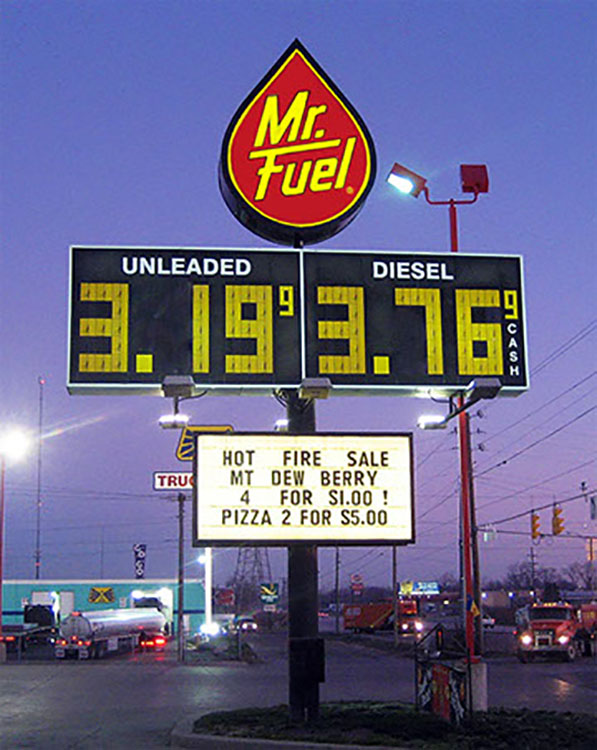 Mr.
Fuel®
UNLEADED
3.19 9
DIESEL
3.76 9
CASH
HOT FIRE SALE
MT DEW BERRY
4 FOR $1.00 !
PIZZA 2 FOR $5.00